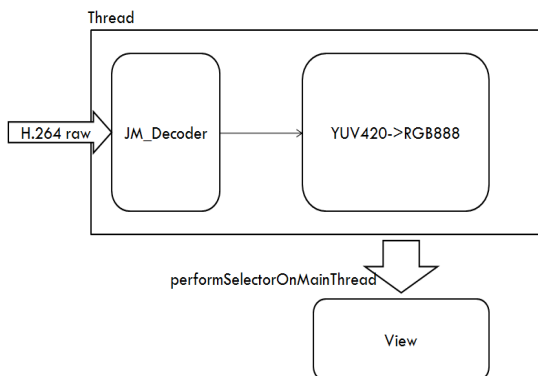 Thread
H.264 raw
JM_Decoder
YUV420->RGB888
performSelectorOnMainThread
View